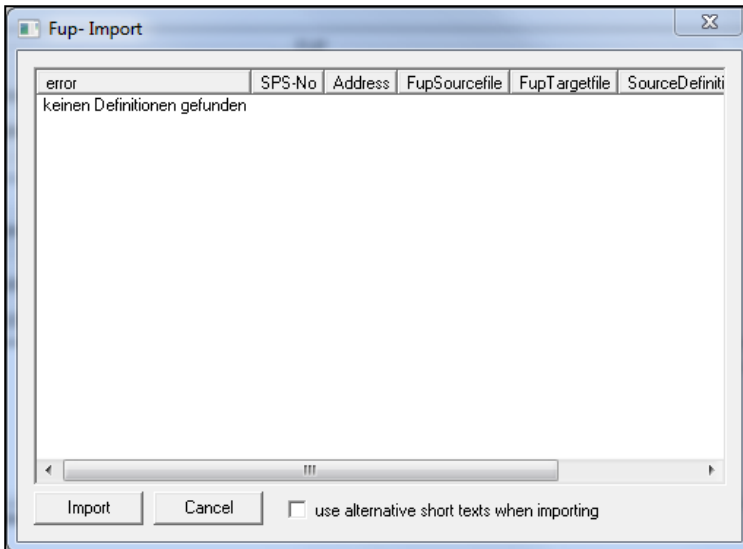 Fup- Import
error SPS-No Address FupSourcefile FupTargetfile SourceDefiniti
keinen Definitionen gefunden
Import Cancel use alternative short texts when importing